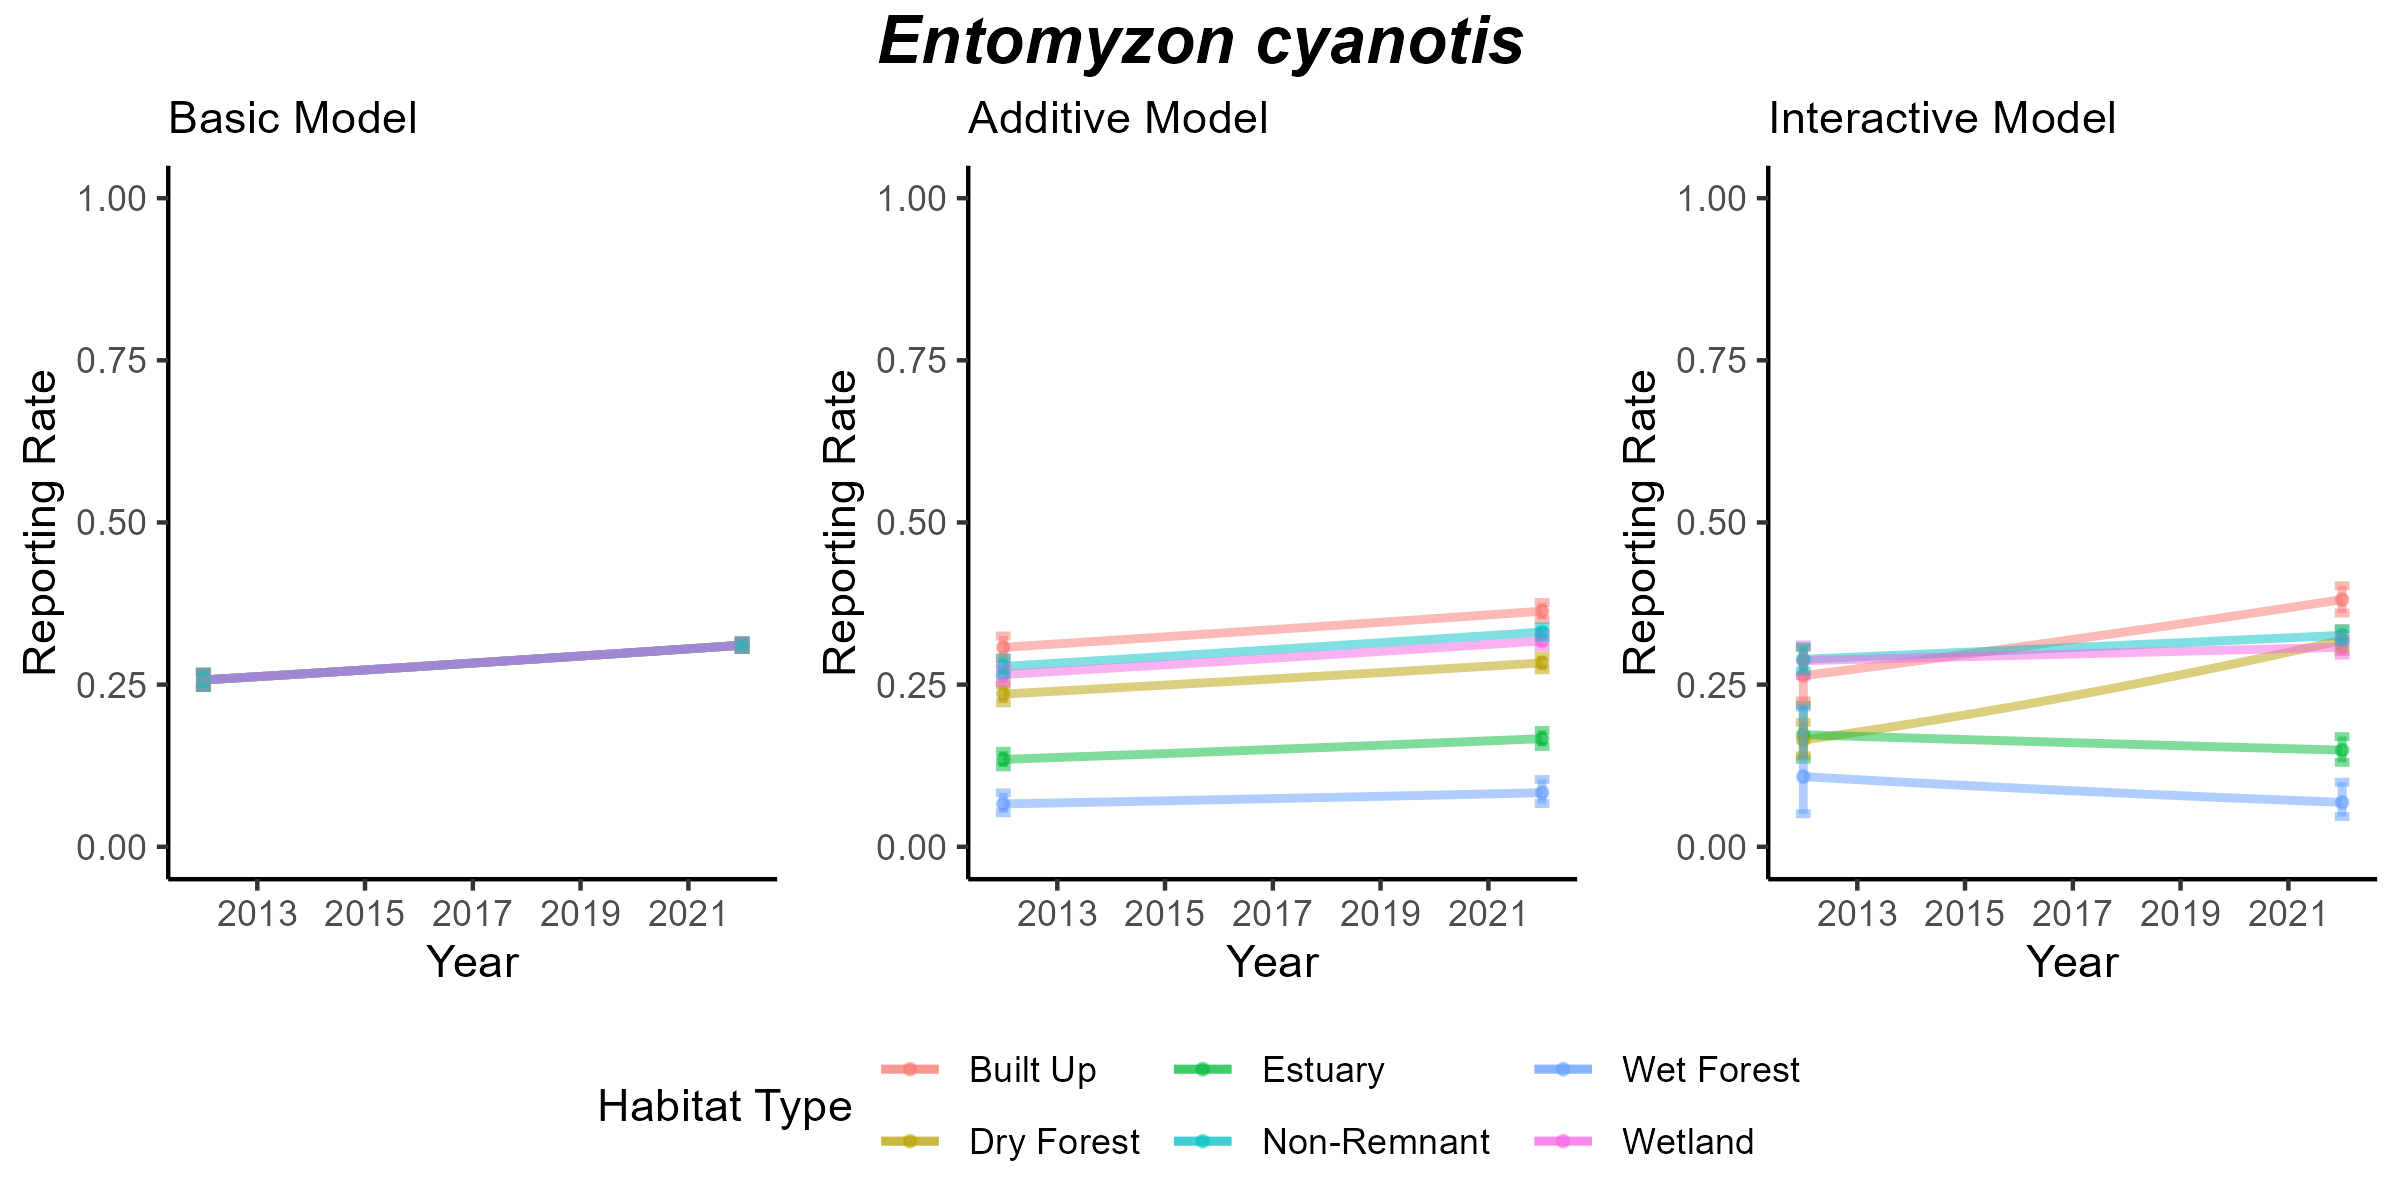 Entomyzon cyanotis
Basic Model
Additive Model
Interactive Model
Reporting Rate
1.00
0.75
0.50
0.25
0.00
2013 2015 2017 2019 2021
Year
Reporting Rate
1.00
0.75
0.50
0.25
0.00
2013 2015 2017 2019 2021
Year
Reporting Rate
1.00
0.75
0.50
0.25
0.00
2013 2015 2017 2019 2021
Year
Habitat Type
Built Up
Estuary
Wet Forest
Dry Forest
Non-Remnant
Wetland